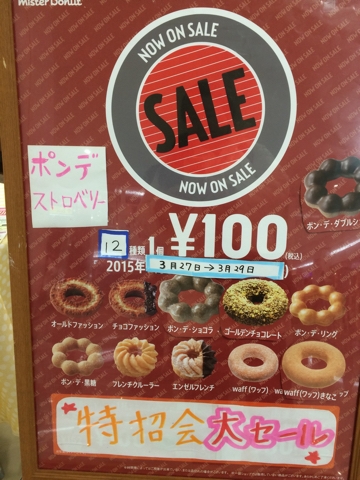 Mister Donut
NOW ON SALE
SALE
NOW ON SALE
ポンデ
ストロベリー
12種類1個¥100(税込)
2015年3月27日→3月29日
ポン・デ・ダブルシ
オールドファッション
チョコファッション
ポン・デ・ショコラ
ゴールデンチョコレート
ポン・デ・リング
ポン・デ・黒糖
フレンチクルーラー
エンゼルフレンチ
waff(ワッフ)
waff(ワッフ)きなこ
ップ
特招会大セール